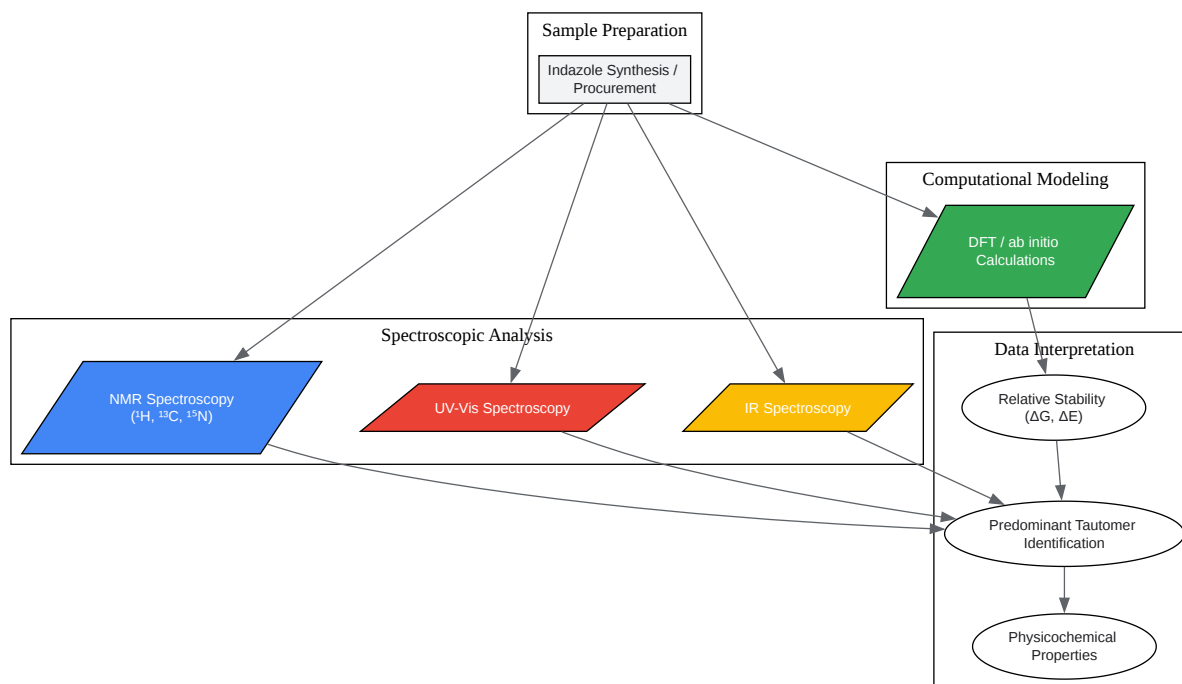 Sample Preparation
Indazole Synthesis /
Procurement
Computational Modeling
DFT / ab initio
Calculations
Spectroscopic Analysis
NMR Spectroscopy
(¹H, ¹³C, ¹⁵N)
UV-Vis Spectroscopy
IR Spectroscopy
Data Interpretation
Relative Stability
(ΔG, ΔE)
Predominant Tautomer
Identification
Physicochemical
Properties